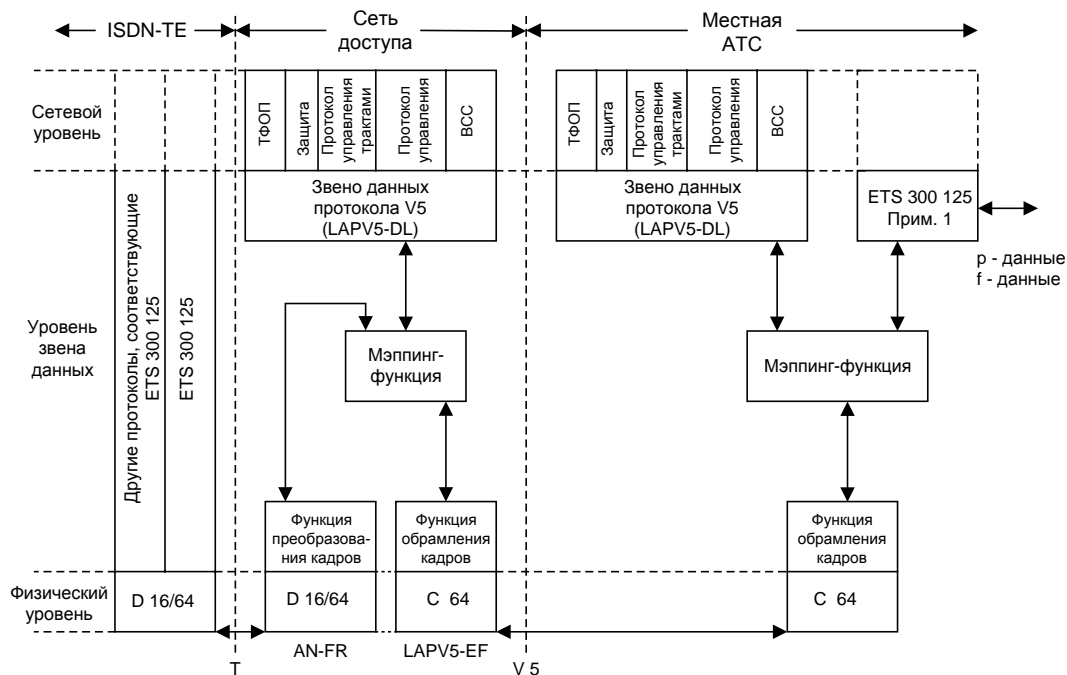 ISDN-TE
Сеть
доступа
Местная
АТС
Сетевой
уровень
ТФОП
Защита
Протокол
управления
трактами
Протокол
управления
ВСС
ТФОП
Защита
Протокол
управления
трактами
Протокол
управления
ВСС
Звено данных
протокола V5
(LAPV5-DL)
Звено данных
протокола V5
(LAPV5-DL)
ETS 300 125
Прим. 1
p - данные
f - данные
Уровень
звена
данных
Другие протоколы, соответствующие
ETS 300 125
ETS 300 125
Мэппинг-
функция
Мэппинг-функция
Функция
преобразова-
ния кадров
Функция
обрамления
кадров
Функция
обрамления
кадров
Физический
уровень
D 16/64
D 16/64
C 64
C 64
AN-FR
LAPV5-EF
T
V 5